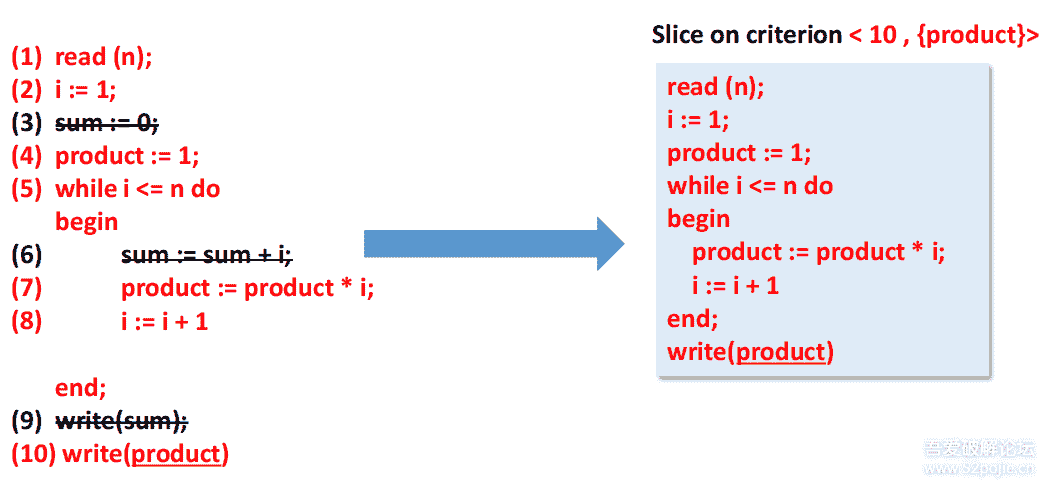 (1) read (n);
(2) i := 1;
(3) sum := 0;
(4) product := 1;
(5) while i <= n do
begin
(6) sum := sum + i;
(7) product := product * i;
(8) i := i + 1
end;
(9) write(sum);
(10) write(product)
Slice on criterion < 10 , {product}>
read (n);
i := 1;
product := 1;
while i <= n do
begin
product := product * i;
i := i + 1
end;
write(product)
吾爱破解论坛
www.52pojie.cn